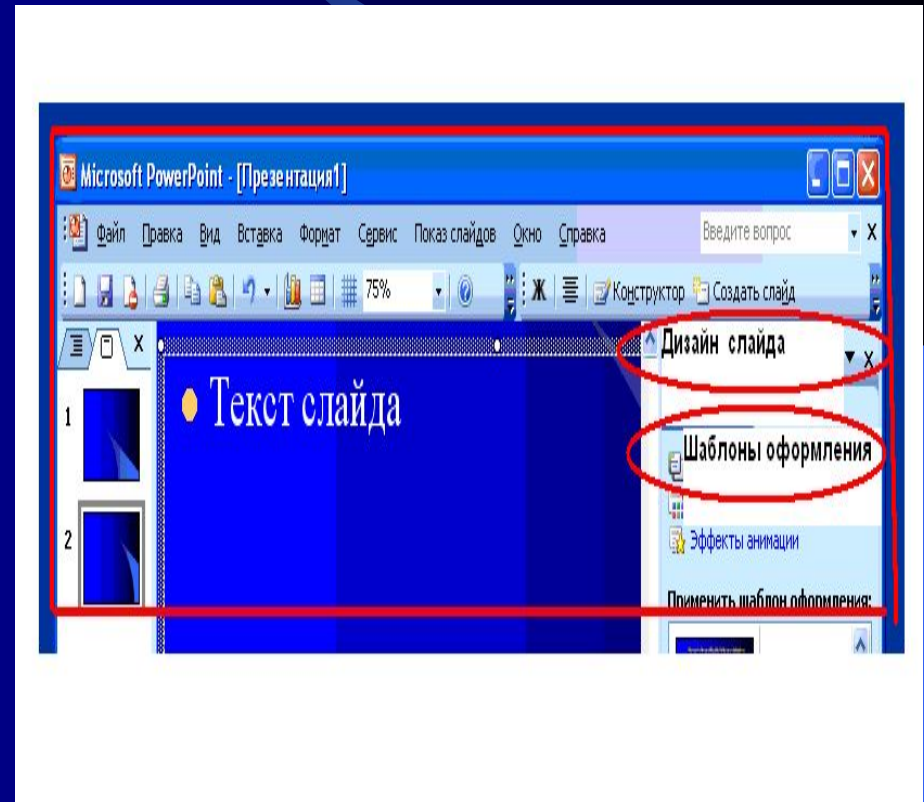 Microsoft PowerPoint - [Презентация1]
Файл Правка Вид Вставка Формат Сервис Показ слайдов Окно Справка Введите вопрос
75% Ж Конструктор Создать слайд
Дизайн слайда
1
Текст слайда
Шаблоны оформления
2
Эффекты анимации
Применить шаблон оформления: